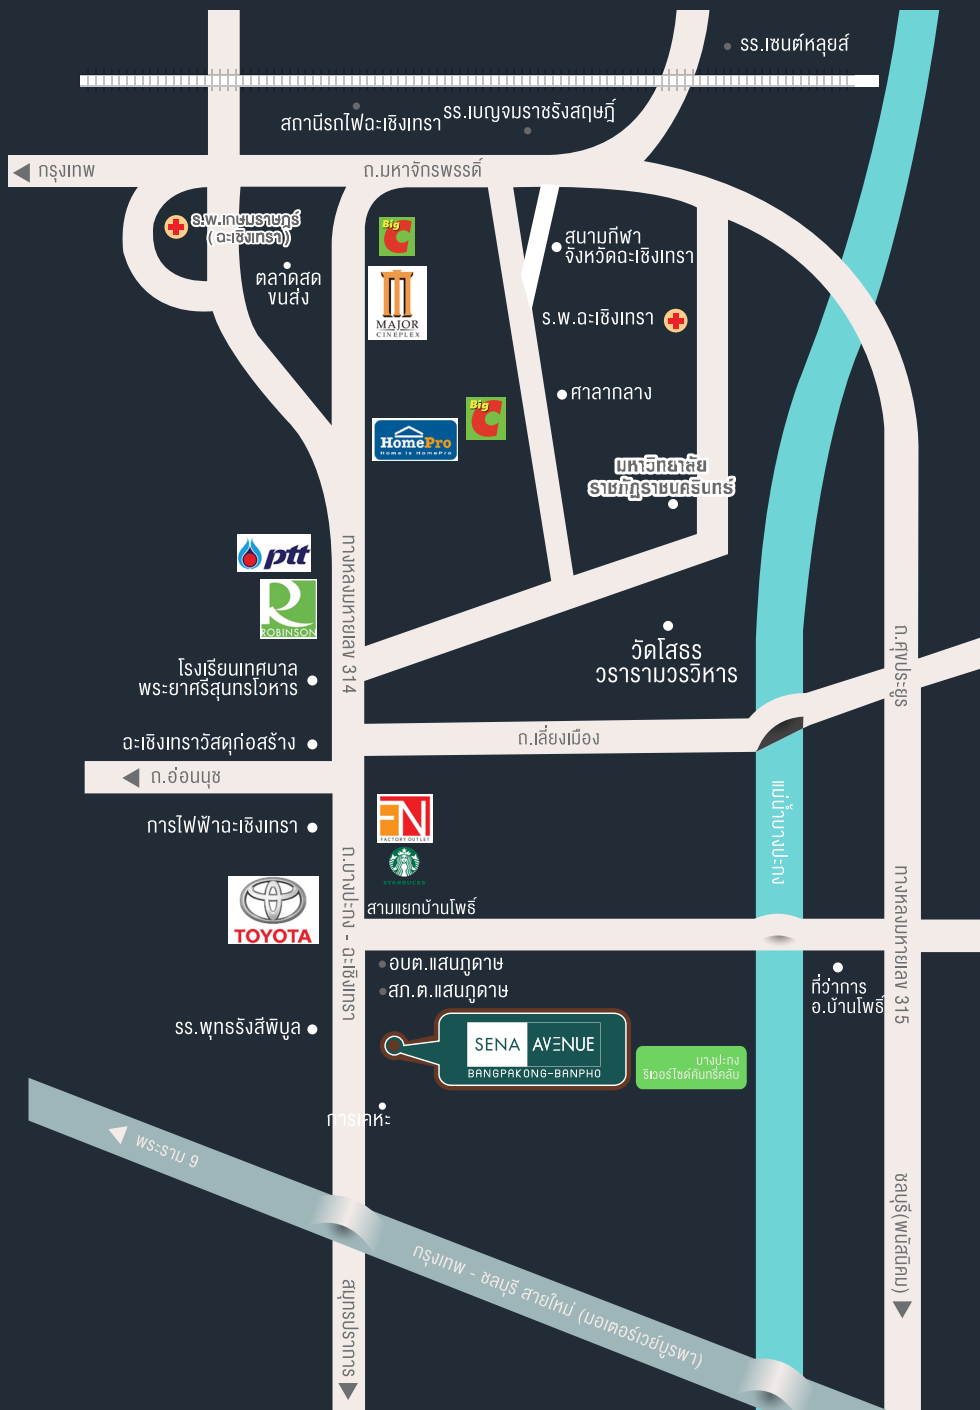 รร.เซนต์หลุยส์
สถานีรถไฟฉะเชิงเทรา
รร.เบญจมราชรังสฤษฎิ์
กรุงเทพ
ถ.มหาจักรพรรดิ์
ร.พ.เกษมราษฎร์
(ฉะเชิงเทรา)
Big
C
สนามกีฬา
จังหวัดฉะเชิงเทรา
ตลาดสด
ขนส่ง
MAJOR
CINEPLEX
ร.พ.ฉะเชิงเทรา
ศาลากลาง
Big
C
HomePro
Home is HomePro
มหาวิทยาลัย
ราชภัฏราชนครินทร์
ptt
R
ROBINSON
ทางหลงมหายเลข 314
วัดโสธร
วรารามวรวิหาร
ถ.ศุขประยูร
โรงเรียนเทศบาล
พระยาศรีสุนทรโวหาร
ฉะเชิงเทราวัสดุก่อสร้าง
ถ.เลี่ยงเมือง
ถ.อ่อนนุช
แม่น้ำบางปะกง
การไฟฟ้าฉะเชิงเทรา
FN
FACTORY OUTLET
STARBUCKS
ถ.บางปะกง - ฉะเชิงเทรา
ทางหลงมหายเลข 315
TOYOTA
สามแยกบ้านโพธิ์
อบต.แสนภูดาษ
สภ.ต.แสนภูดาษ
ที่ว่าการ
อ.บ้านโพธิ์
รร.พุทธรังสีพิบูล
SENA AVENUE
BANGPAKONG-BANPHO
บางปะกง
ริเวอร์ไซด์คันทรี่คลับ
การเคหะ
พระราม 9
กรุงเทพ - ชลบุรี สายใหม่ (มอเตอร์เวย์บูรพา)
ชลบุรี(พนัสนิคม)
สมุทรปราการ